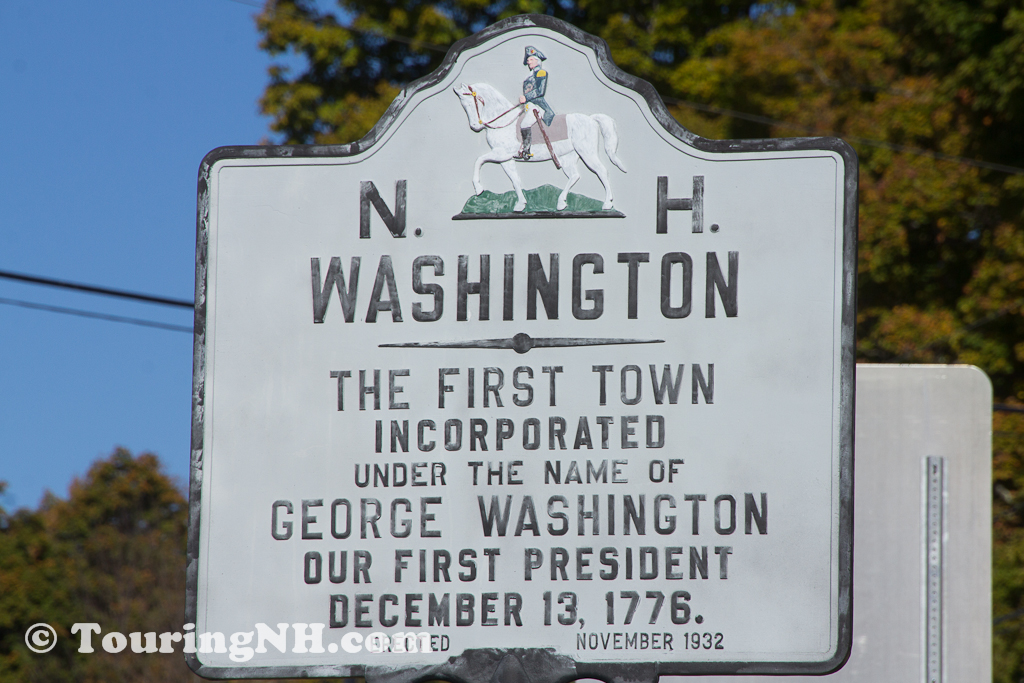 N. H.
WASHINGTON
THE FIRST TOWN
INCORPORATED
UNDER THE NAME OF
GEORGE WASHINGTON
OUR FIRST PRESIDENT
DECEMBER 13, 1776.
ERECTED NOVEMBER 1932
© TouringNH.com